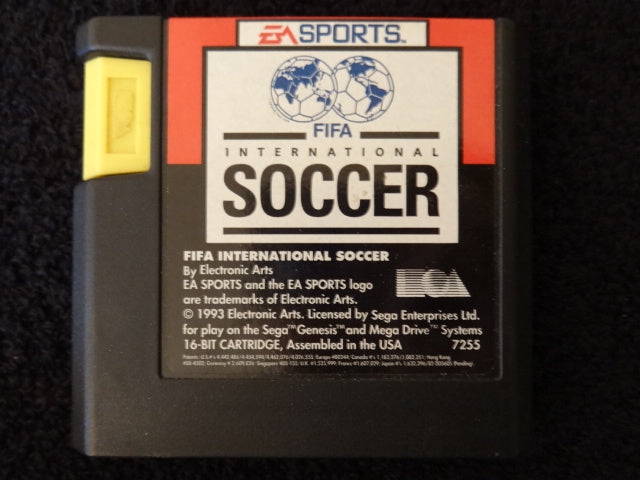 EA SPORTS™
FIFA
INTERNATIONAL
SOCCER
FIFA INTERNATIONAL SOCCER
By Electronic Arts
EA SPORTS and the EA SPORTS logo
are trademarks of Electronic Arts.
© 1993 Electronic Arts. Licensed by Sega Enterprises Ltd.
for play on the Sega™ Genesis™ and Mega Drive™ Systems
16-BIT CARTRIDGE, Assembled in the USA 7255